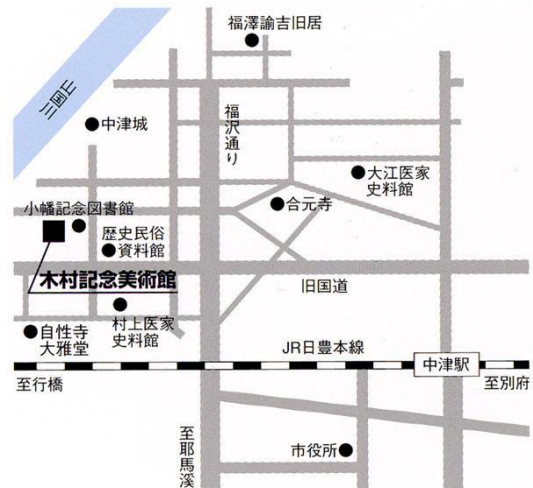 福澤諭吉旧居
山国川
中津城
福沢通り
大江医家
史料館
小幡記念図書館
合元寺
歴史民俗
資料館
木村記念美術館
旧国道
村上医家
史料館
自性寺
大雅堂
JR日豊本線
中津駅
至行橋
至別府
至耶馬溪
市役所